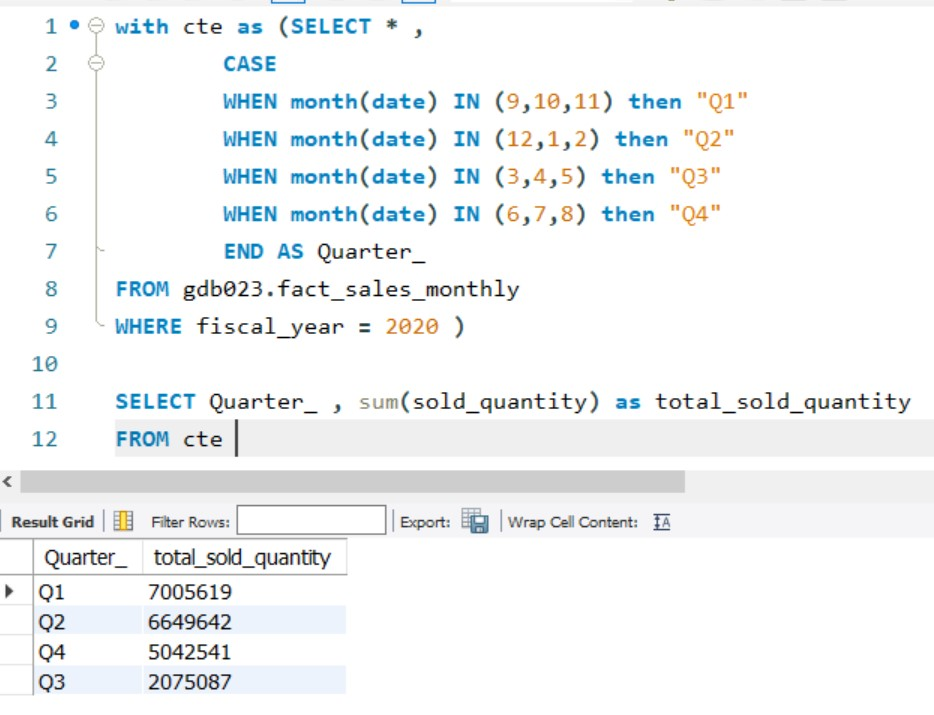 1 with cte as (SELECT * ,
2 CASE
3 WHEN month(date) IN (9,10,11) then "Q1"
4 WHEN month(date) IN (12,1,2) then "Q2"
5 WHEN month(date) IN (3,4,5) then "Q3"
6 WHEN month(date) IN (6,7,8) then "Q4"
7 END AS Quarter_
8 FROM gdb023.fact_sales_monthly
9 WHERE fiscal_year = 2020 )
10
11 SELECT Quarter_ , sum(sold_quantity) as total_sold_quantity
12 FROM cte
Result Grid Filter Rows: Export: Wrap Cell Content: IA
Quarter_ total_sold_quantity
Q1 7005619
Q2 6649642
Q4 5042541
Q3 2075087